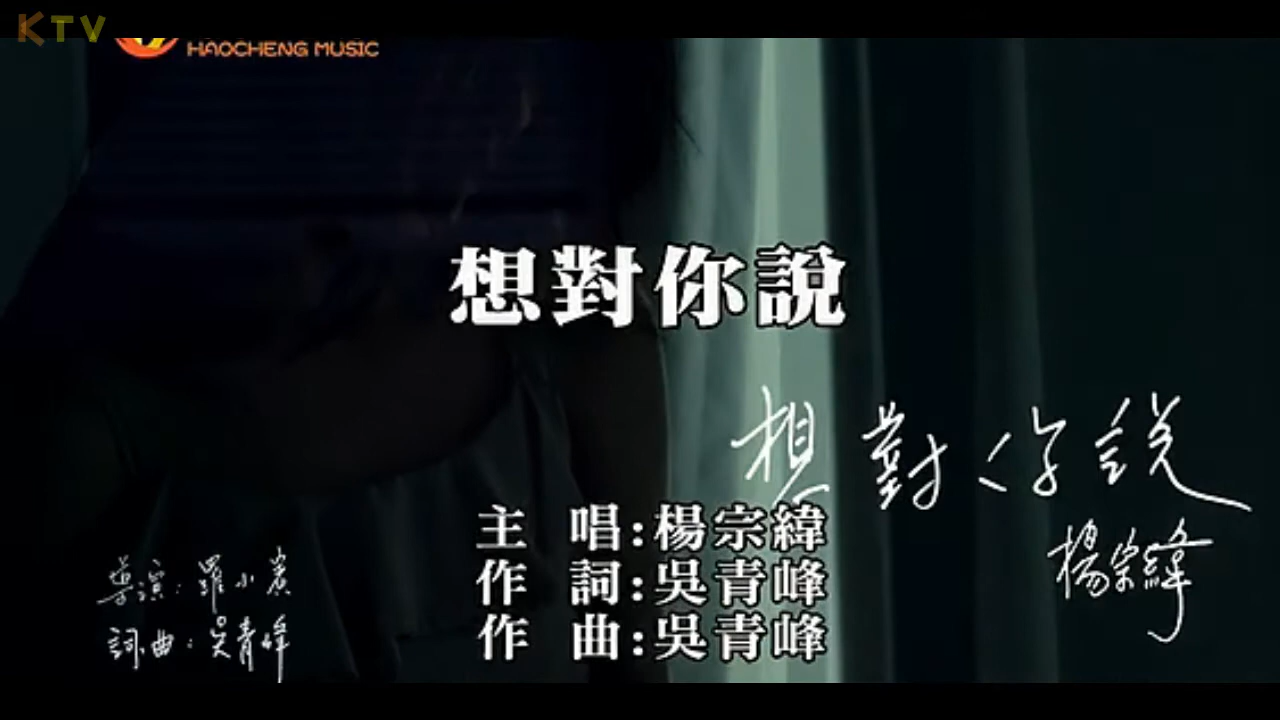 KTV
HAOCHENG MUSIC
想對你說
想對你說
主 唱:楊宗緯
楊宗緯
作 詞:吳青峰
作 曲:吳青峰
導演:羅小
詞曲:吳青峰